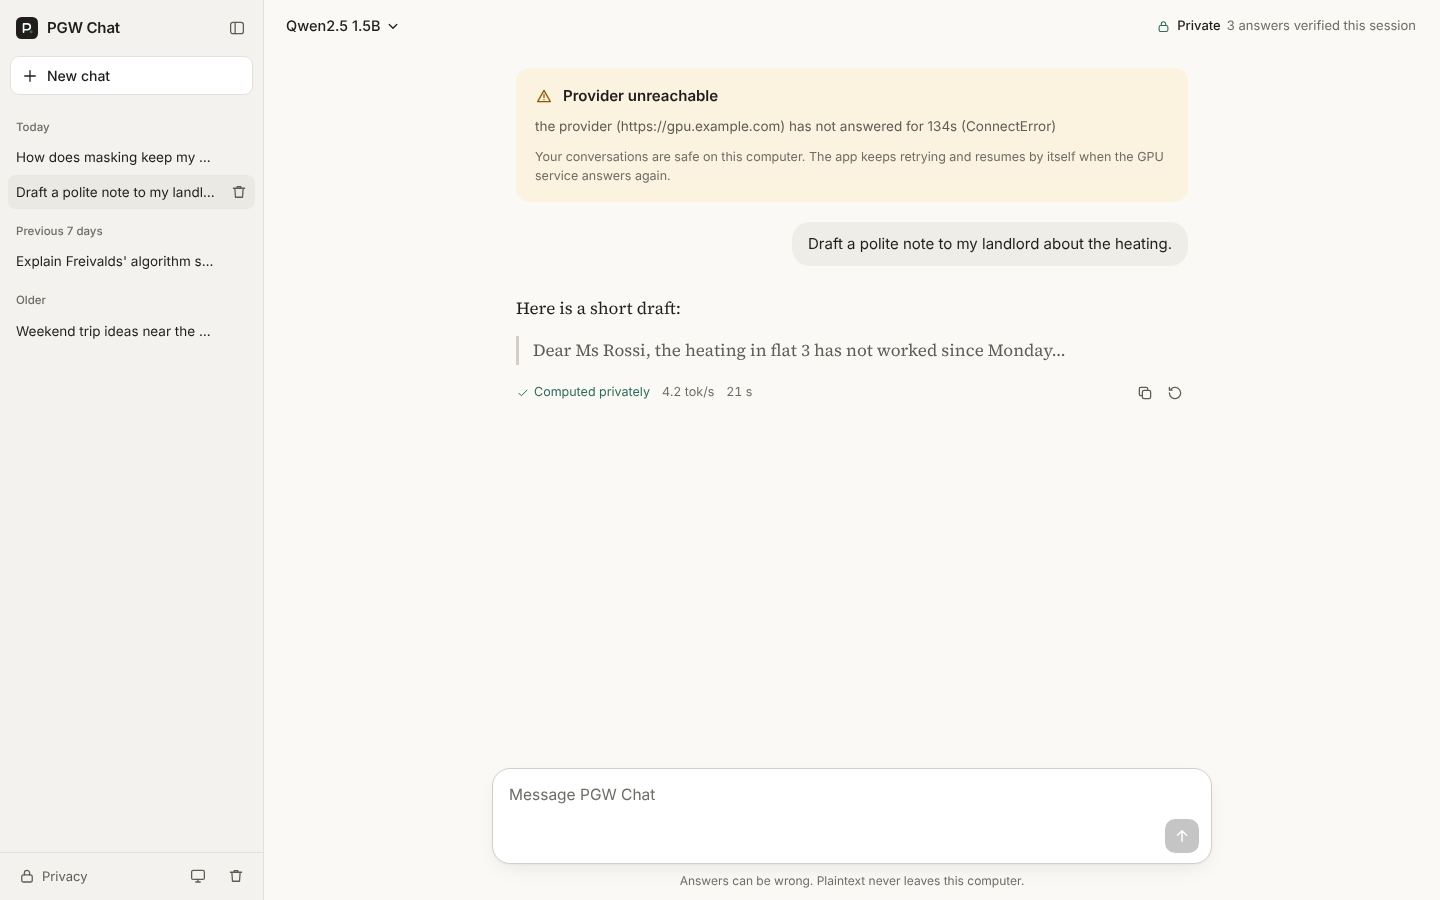 PGW Chat
New chat
Today
How does masking keep my ...
Draft a polite note to my landl...
Previous 7 days
Explain Freivalds' algorithm s...
Older
Weekend trip ideas near the ...
Privacy
Qwen2.5 1.5B
Private 3 answers verified this session
Provider unreachable
the provider (https://gpu.example.com) has not answered for 134s (ConnectError)
Your conversations are safe on this computer. The app keeps retrying and resumes by itself when the GPU
service answers again.
Draft a polite note to my landlord about the heating.
Here is a short draft:
Dear Ms Rossi, the heating in flat 3 has not worked since Monday...
Computed privately 4.2 tok/s 21 s
Message PGW Chat
Answers can be wrong. Plaintext never leaves this computer.